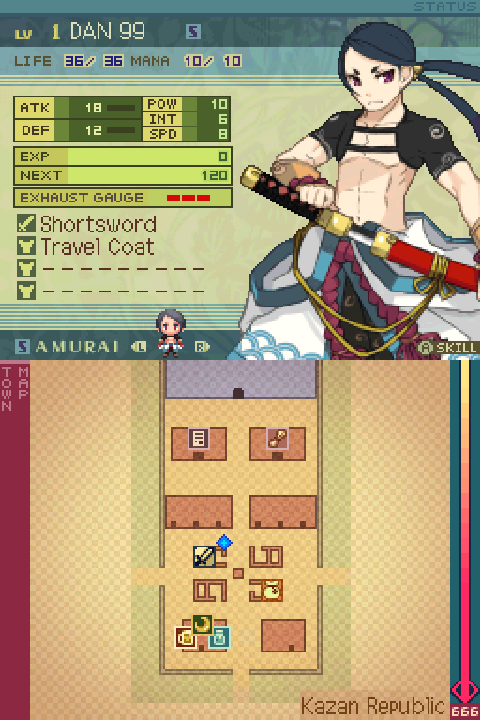 STATUS
LV 1 DAN 99 S
LIFE 36/ 36 MANA 10/ 10
ATK 18 POW 10
DEF 12 INT 6
SPD 8
EXP 0
NEXT 120
EXHAUST GAUGE
Shortsword
Travel Coat
SAMURAI L R
A SKILL
TOWN
MAP
Kazan Republic
666